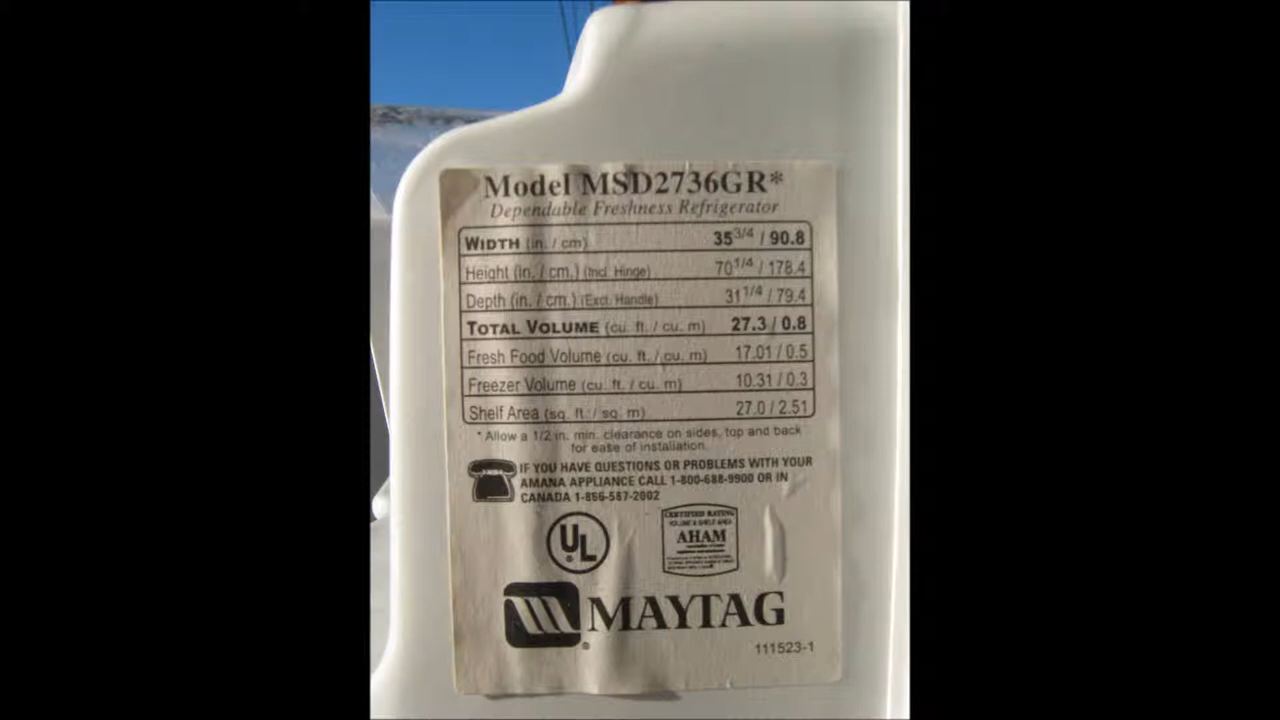 Model MSD2736GR*
Dependable Freshness Refrigerator
WIDTH (in. / cm) 35 3/4 / 90.8
Height (in. / cm.) (Incl. Hinge) 70 1/4 / 178.4
Depth (in. / cm.) (Excl. Handle) 31 1/4 / 79.4
TOTAL VOLUME (cu. ft. / cu. m) 27.3 / 0.8
Fresh Food Volume (cu. ft. / cu. m) 17.01 / 0.5
Freezer Volume (cu. ft. / cu. m) 10.31 / 0.3
Shelf Area (sq. ft. / sq. m) 27.0 / 2.51
* Allow a 1/2 in. min. clearance on sides, top and back
for ease of installation.
IF YOU HAVE QUESTIONS OR PROBLEMS WITH YOUR
AMANA APPLIANCE CALL 1-800-688-9900 OR IN
CANADA 1-866-587-2002
UL
CERTIFIED RATING
VOLUME & SHELF AREA
AHAM
MAYTAG
111523-1